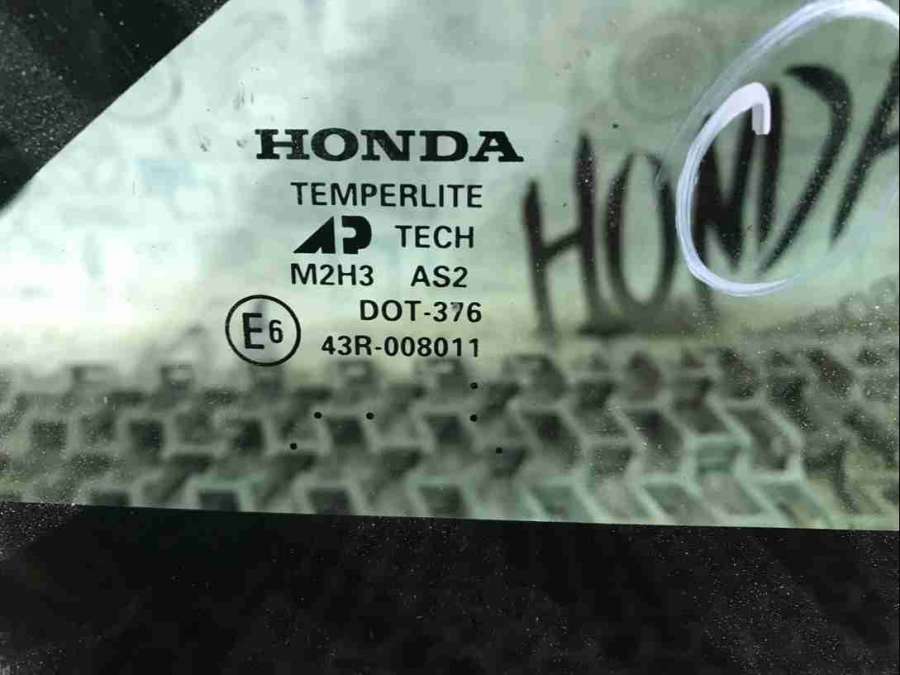 HONDA
TEMPERLITE
AP TECH
M2H3 AS2
DOT-376
E6 43R-008011
HONDA